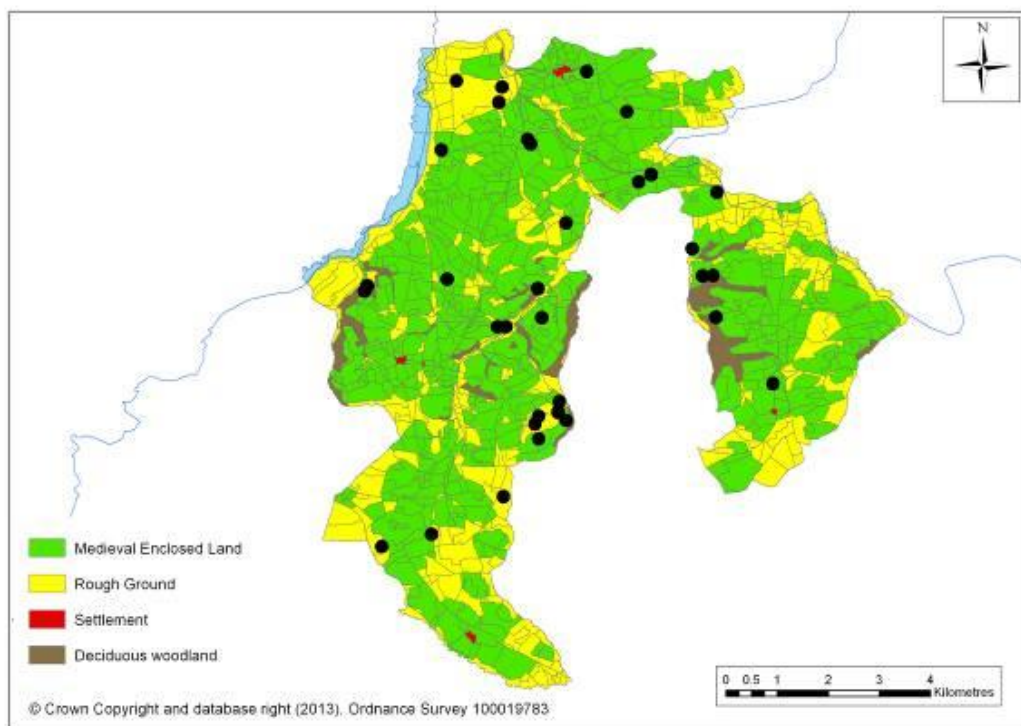 N
Medieval Enclosed Land
Rough Ground
Settlement
Deciduous woodland
0 0.5 1 2 3 4
Kilometres
© Crown Copyright and database right (2013). Ordnance Survey 100019783